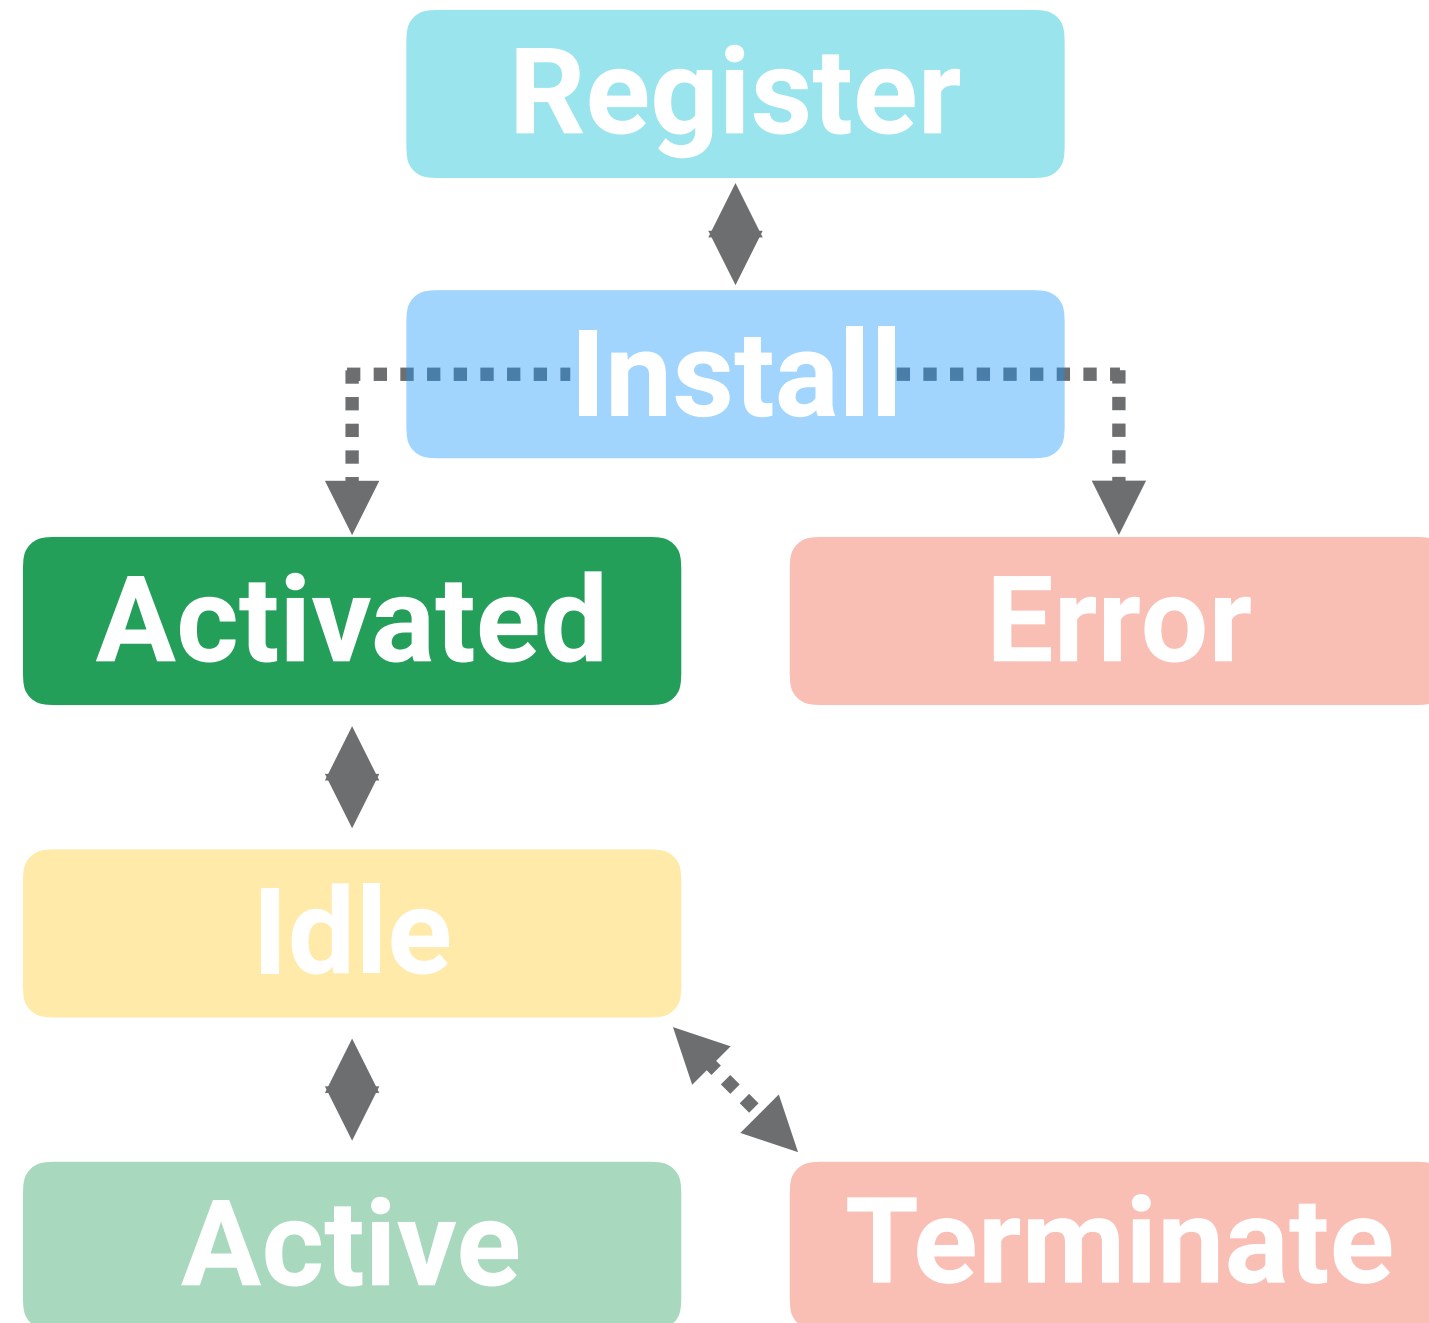 Register
Install
Activated
Error
Idle
Active
Terminate